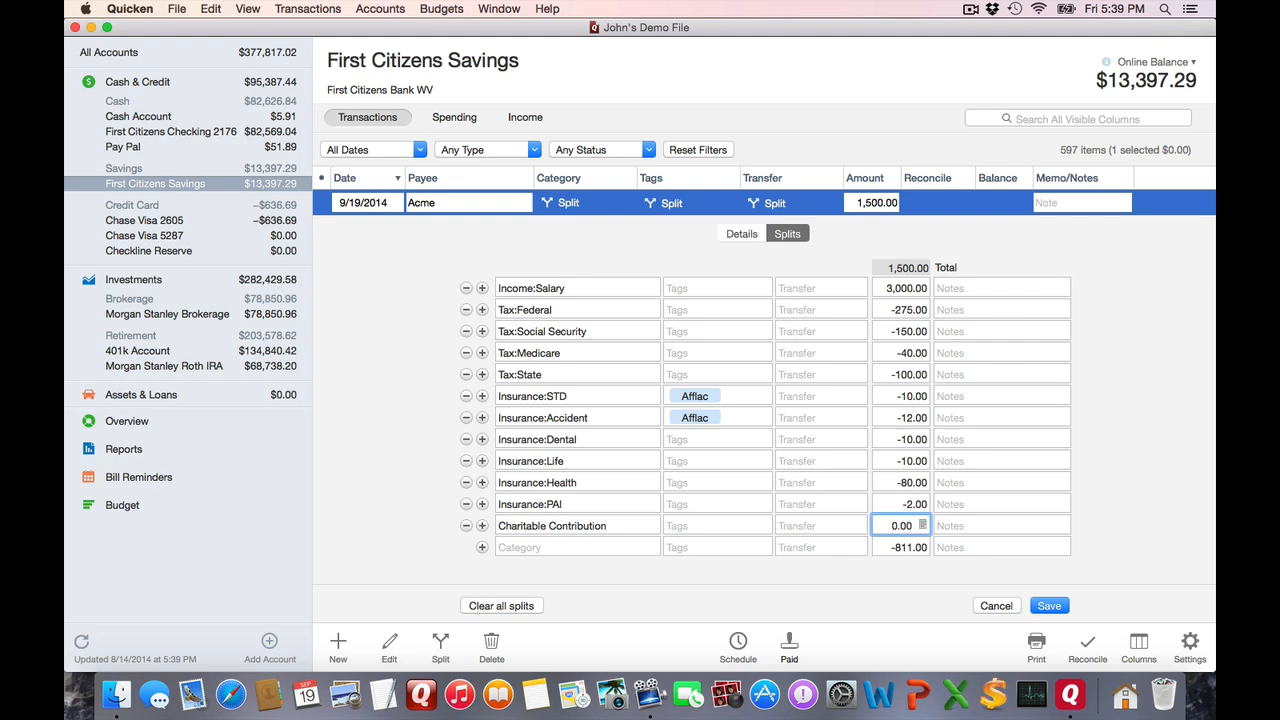 Quicken File Edit View Transactions Accounts Budgets Window Help Fri 5:39 PM
John's Demo File
All Accounts $377,817.02
Cash & Credit $95,387.44
Cash $82,626.84
Cash Account $5.91
First Citizens Checking 2176 $82,569.04
Pay Pal $51.89
Savings $13,397.29
First Citizens Savings $13,397.29
Credit Card −$636.69
Chase Visa 2605 −$636.69
Chase Visa 5287 $0.00
Checkline Reserve $0.00
Investments $282,429.58
Brokerage $78,850.96
Morgan Stanley Brokerage $78,850.96
Retirement $203,578.62
401k Account $134,840.42
Morgan Stanley Roth IRA $68,738.20
Assets & Loans $0.00
Overview
Reports
Bill Reminders
Budget
Updated 8/14/2014 at 5:39 PM Add Account
First Citizens Savings
Online Balance
$13,397.29
First Citizens Bank WV
Transactions Spending Income Search All Visible Columns
All Dates Any Type Any Status Reset Filters 597 items (1 selected $0.00)
Date Payee Category Tags Transfer Amount Reconcile Balance Memo/Notes
9/19/2014 Acme Split Split Split 1,500.00 Note
Details Splits
1,500.00 Total
Income:Salary Tags Transfer 3,000.00 Notes
Tax:Federal Tags Transfer -275.00 Notes
Tax:Social Security Tags Transfer -150.00 Notes
Tax:Medicare Tags Transfer -40.00 Notes
Tax:State Tags Transfer -100.00 Notes
Insurance:STD Aflac Transfer -10.00 Notes
Insurance:Accident Aflac Transfer -12.00 Notes
Insurance:Dental Tags Transfer -10.00 Notes
Insurance:Life Tags Transfer -10.00 Notes
Insurance:Health Tags Transfer -80.00 Notes
Insurance:PAI Tags Transfer -2.00 Notes
Charitable Contribution Tags Transfer 0.00 Notes
Category Tags Transfer -811.00 Notes
Clear all splits Cancel Save
New Edit Split Delete Schedule Paid Print Reconcile Columns Settings
SEP
19